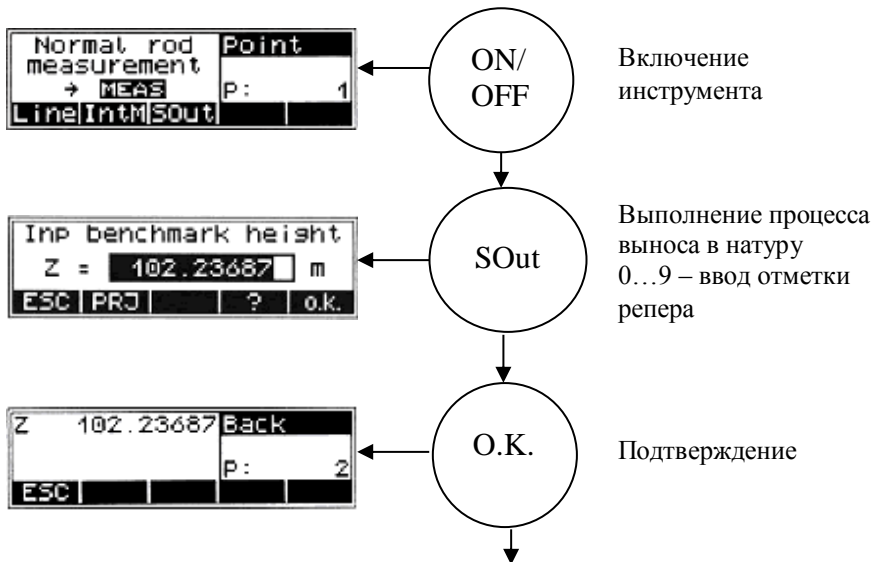 Normal rod
measurement
→ MEAS
Line IntM SOut
Point
P: 1
ON/
OFF
Включение
инструмента
Inp benchmark height
Z = 102.23687 m
ESC PRJ ? o.k.
SOut
Выполнение процесса
выноса в натуру
0…9 – ввод отметки
репера
Z 102.23687
ESC
Back
P: 2
O.K.
Подтверждение